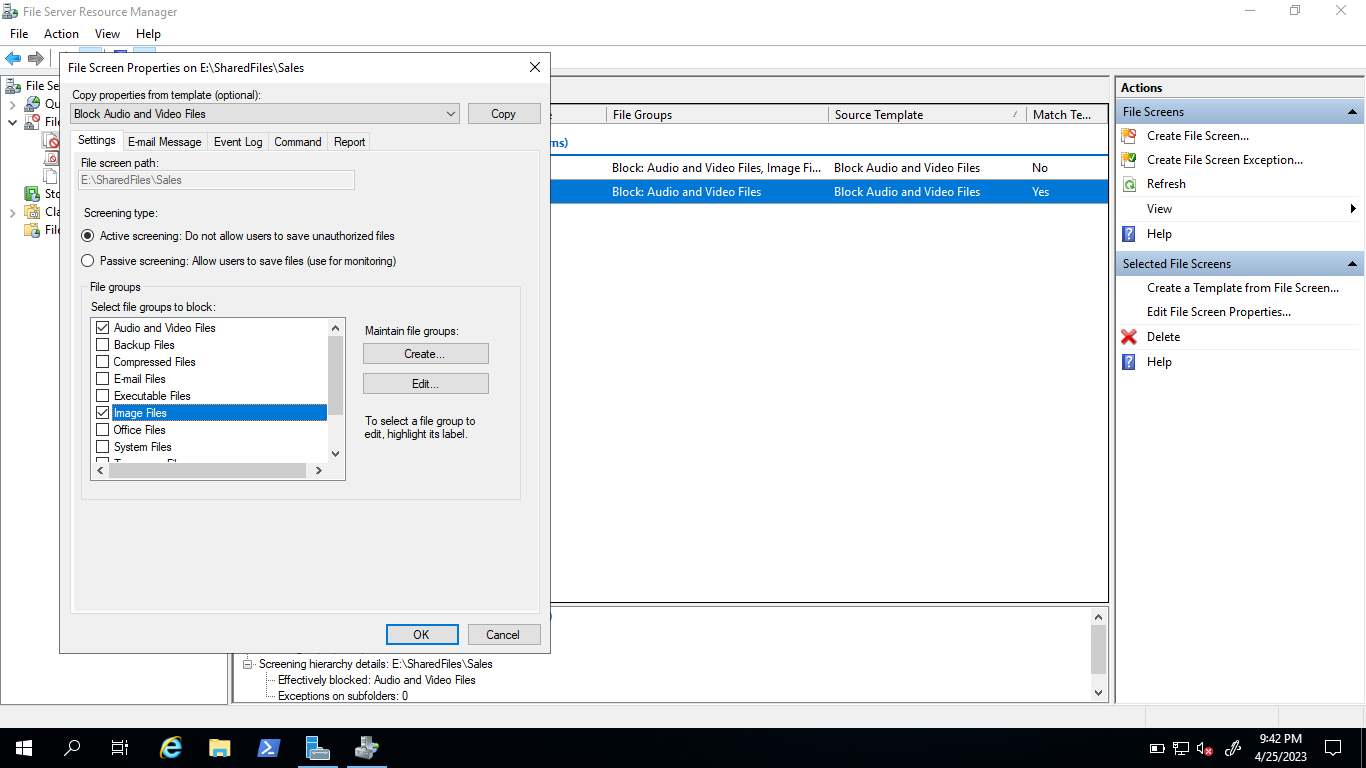 File Server Resource Manager
File Action View Help
File Screen Properties on E:\SharedFiles\Sales
Copy properties from template (optional):
Block Audio and Video Files
Copy
Settings E-mail Message Event Log Command Report
File screen path:
E:\SharedFiles\Sales
Screening type:
Active screening: Do not allow users to save unauthorized files
Passive screening: Allow users to save files (use for monitoring)
File groups
Select file groups to block:
Audio and Video Files
Backup Files
Compressed Files
E-mail Files
Executable Files
Image Files
Office Files
System Files
Maintain file groups:
Create...
Edit...
To select a file group to
edit, highlight its label.
OK Cancel
File Groups Source Template Match Te...
Block: Audio and Video Files, Image Fi... Block Audio and Video Files No
Block: Audio and Video Files Block Audio and Video Files Yes
Screening hierarchy details: E:\SharedFiles\Sales
Effectively blocked: Audio and Video Files
Exceptions on subfolders: 0
Actions
File Screens
Create File Screen...
Create File Screen Exception...
Refresh
View
Help
Selected File Screens
Create a Template from File Screen...
Edit File Screen Properties...
Delete
Help
9:42 PM
4/25/2023